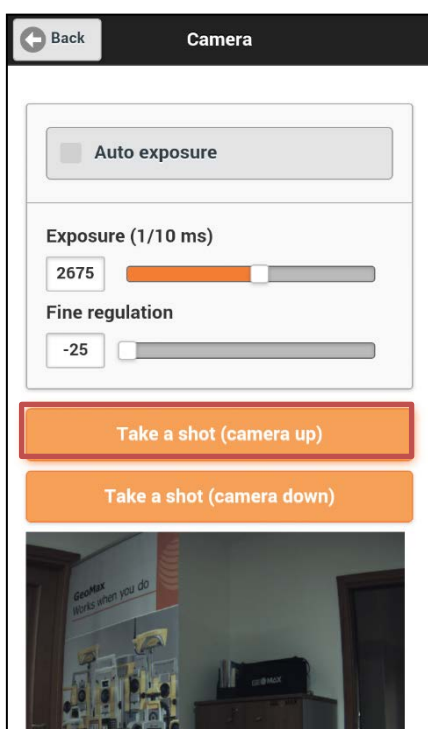 Back
Camera
Auto exposure
Exposure (1/10 ms)
2675
Fine regulation
-25
Take a shot (camera up)
Take a shot (camera down)
GeoMax
Works when you do
GEOMAX